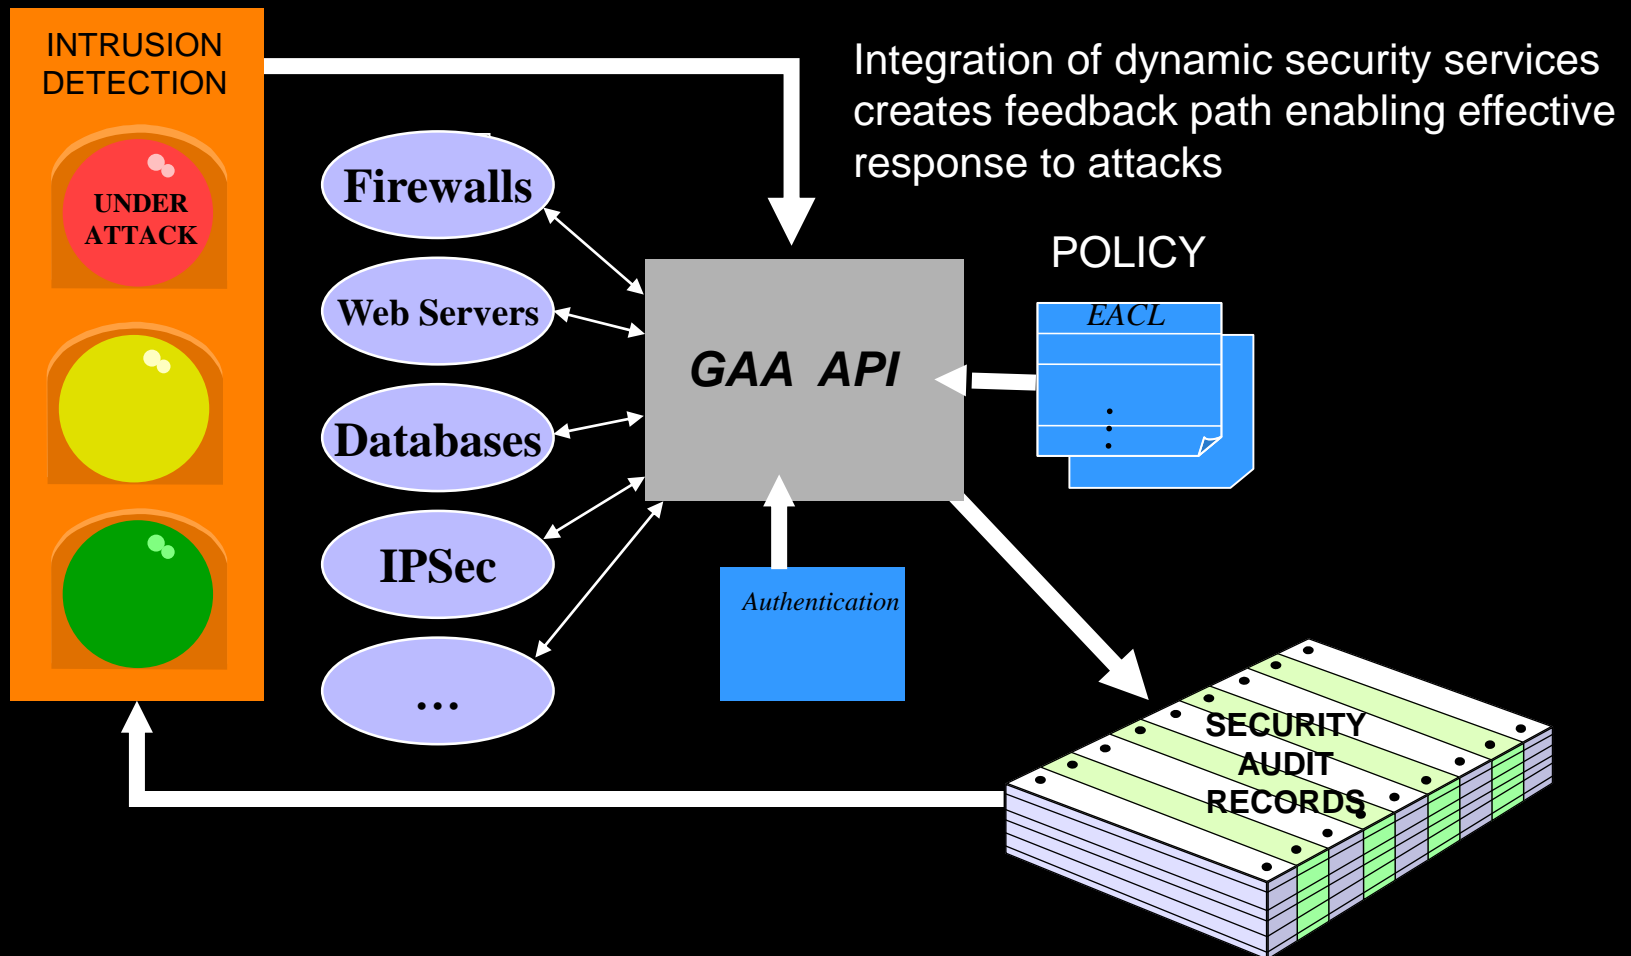 INTRUSION
DETECTION
UNDER
ATTACK
Firewalls
Web Servers
Databases
IPSec
...
Integration of dynamic security services
creates feedback path enabling effective
response to attacks
GAA API
POLICY
EACL
Authentication
SECURITY
AUDIT
RECORDS